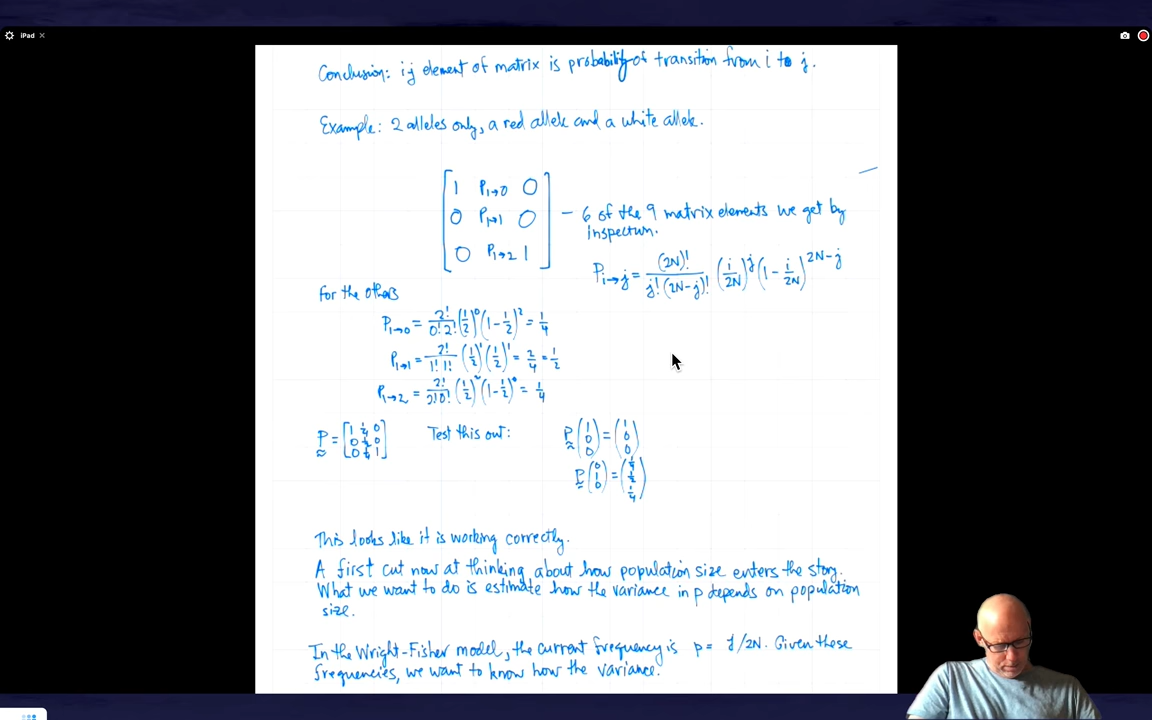 iPad
Conclusion: ij element of matrix is probability of transition from i to j.
Example: 2 alleles only, a red allele and a white allele.
[1 P₁→₀ 0
0 P₁→₁ 0
0 P₁→₂ 1] – 6 of the 9 matrix elements we get by
inspection.
Pᵢ→ⱼ = (2N)! / j!(2N-j)! (i/2N)^j (1 - i/2N)^(2N-j)
For the others
P₁→₀ = 2!/0!2! (1/2)^0 (1-1/2)^2 = 1/4
P₁→₁ = 2!/1!1! (1/2)^1 (1/2)^1 = 2/4 = 1/2
P₁→₂ = 2!/2!0! (1/2)^2 (1-1/2)^0 = 1/4
P = [1 1/4 0
0 1/2 0
0 1/4 1] Test this out: P (1 0 0) = (1 0 0)
P (0 1 0) = (1/4 1/2 1/4)
This looks like it is working correctly.
A first cut now at thinking about how population size enters the story.
What we want to do is estimate how the variance in p depends on population
size.
In the Wright-Fisher model, the current frequency is p = j/2N. Given these
frequencies, we want to know how the variance.